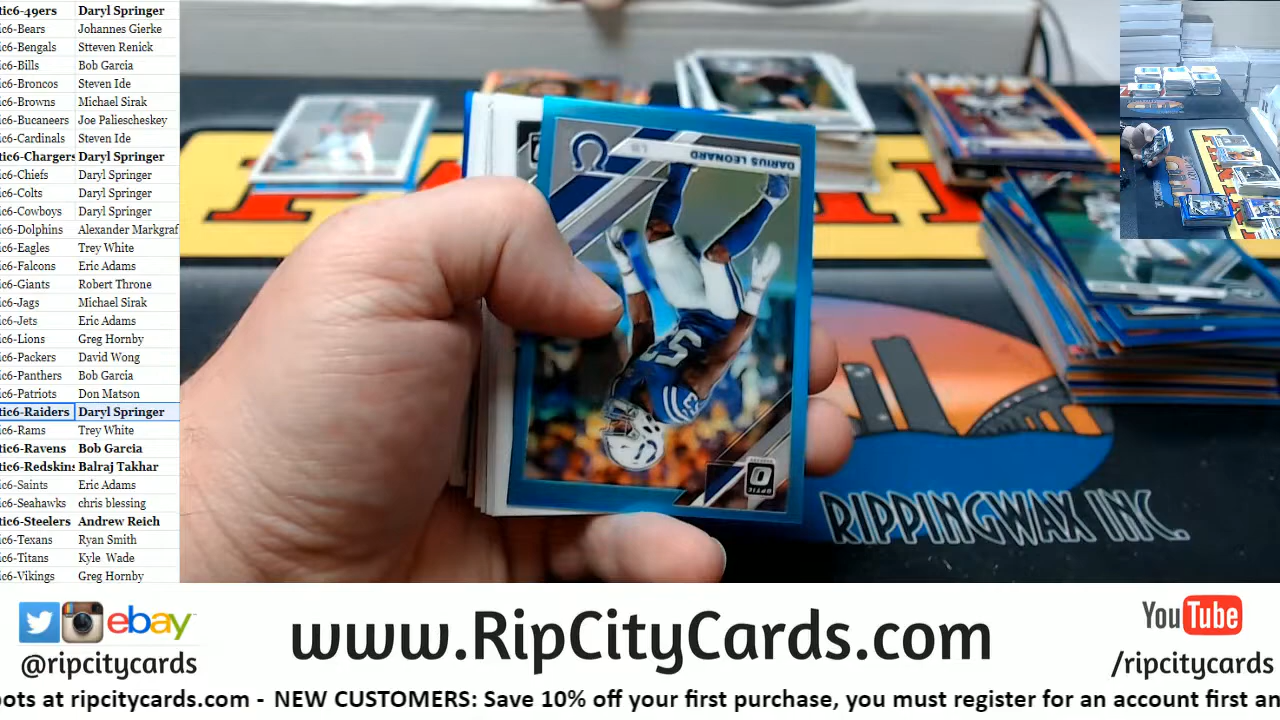 tic6-49ers Daryl Springer
ic6-Bears Johannes Gierke
ic6-Bengals Stteven Renick
ic6-Bills Bob Garcia
ic6-Broncos Steven Ide
ic6-Browns Michael Sirak
ic6-Bucaneers Joe Paliescheskey
ic6-Cardinals Steven Ide
tic6-Chargers Daryl Springer
ic6-Chiefs Daryl Springer
ic6-Colts Daryl Springer
ic6-Cowboys Daryl Springer
ic6-Dolphins Alexander Markgraf
ic6-Eagles Trey White
ic6-Falcons Eric Adams
ic6-Giants Robert Throne
ic6-Jags Michael Sirak
ic6-Jets Eric Adams
ic6-Lions Greg Hornby
ic6-Packers David Wong
ic6-Panthers Bob Garcia
ic6-Patriots Don Matson
tic6-Raiders Daryl Springer
ic6-Rams Trey White
tic6-Ravens Bob Garcia
tic6-Redskins Balraj Takhar
ic6-Saints Eric Adams
ic6-Seahawks chris blessing
tic6-Steelers Andrew Reich
ic6-Texans Ryan Smith
ic6-Titans Kyle Wade
ic6-Vikings Greg Hornby
DARIUS LEONARD
LB
53
OPTIC
RIPPINGWAX INC.
ebay
@ripcitycards
www.RipCityCards.com
YouTube
/ripcitycards
ots at ripcitycards.com - NEW CUSTOMERS: Save 10% off your first purchase, you must register for an account first an